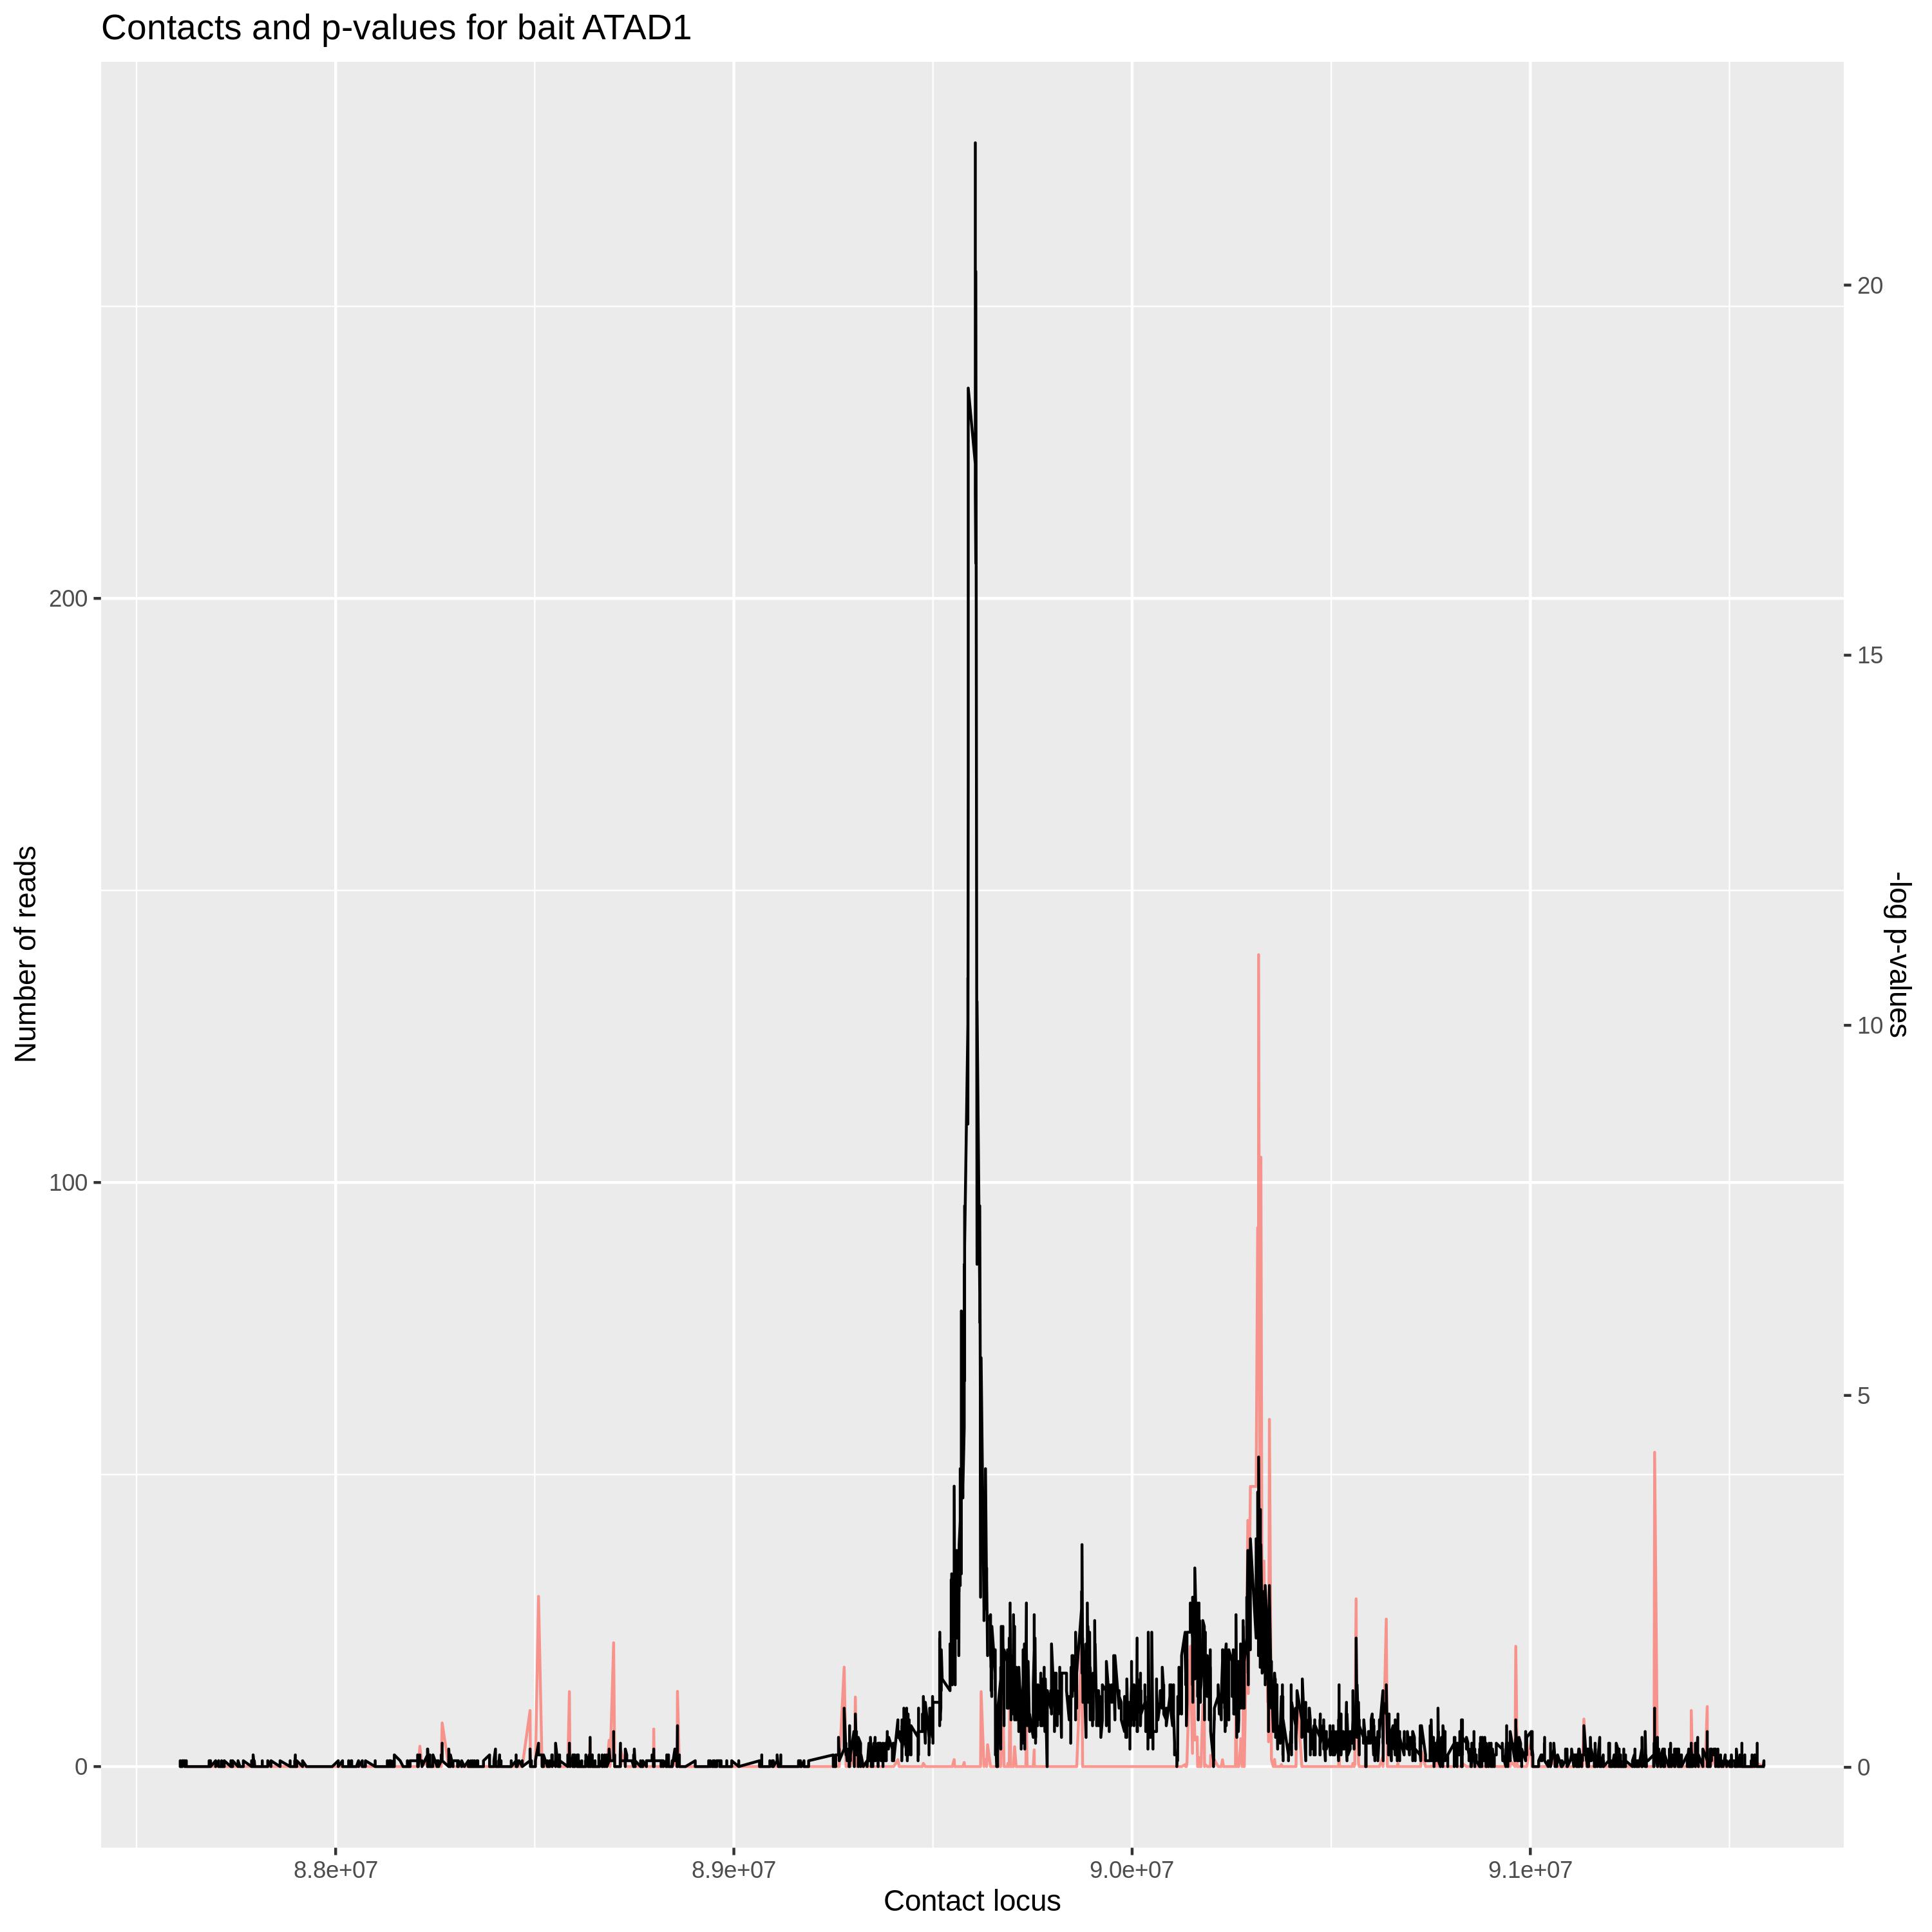 Contacts and p-values for bait ATAD1
Number of reads
200
100
0
20
15
10
5
0
-log p-values
8.8e+07
8.9e+07
9.0e+07
9.1e+07
Contact locus